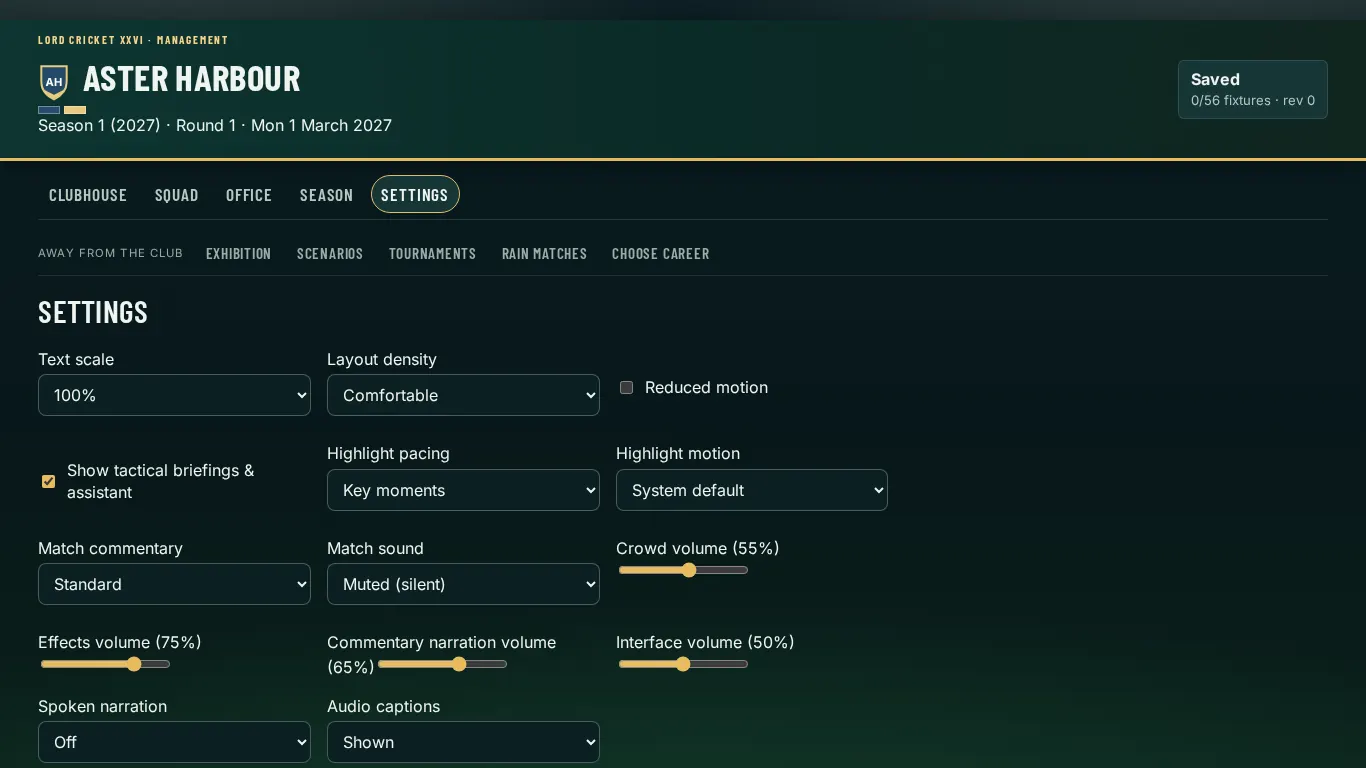 LORD CRICKET XXVI · MANAGEMENT
AH
ASTER HARBOUR
Season 1 (2027) · Round 1 · Mon 1 March 2027
Saved
0/56 fixtures · rev 0
CLUBHOUSE SQUAD OFFICE SEASON SETTINGS
AWAY FROM THE CLUB EXHIBITION SCENARIOS TOURNAMENTS RAIN MATCHES CHOOSE CAREER
SETTINGS
Text scale
100%
Layout density
Comfortable
Reduced motion
Show tactical briefings &
assistant
Highlight pacing
Key moments
Highlight motion
System default
Match commentary
Standard
Match sound
Muted (silent)
Crowd volume (55%)
Effects volume (75%)
Commentary narration volume
(65%)
Interface volume (50%)
Spoken narration
Off
Audio captions
Shown